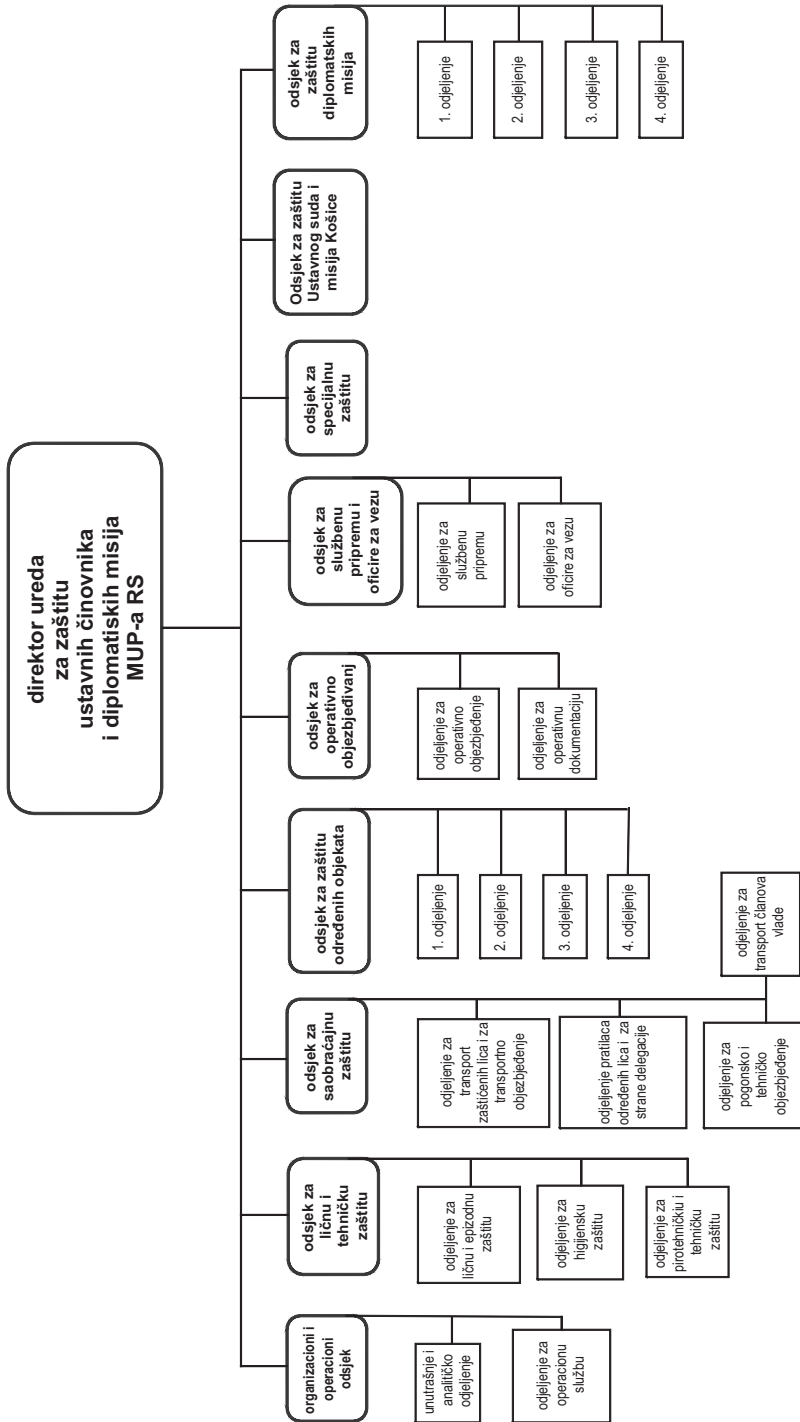 direktor ureda
za zaštitu
ustavnih činovnika
i diplomatiskih misija
MUP-a RS
organizacioni i
operacioni
odsjek
unutrašnje i
analitičko
odjeljenje
odjeljenje za
operacionu
službu
odsjek za
ličnu i
tehničku
zaštitu
odjeljenje za
ličnu i epizodnu
zaštitu
odjeljenje za
higijensku
zaštitu
odjeljenje za
pirotehničkiu i
tehničku
zaštitu
odsjek za
saobraćajnu
zaštitu
odjeljenje za
transport
zaštićenih lica i za
transportno
objezbjeđenje
odjeljenje pratilaca
određenih lica i za
strane delegacije
odjeljenje za
pogonsko i
tehničko
objezbjeđenje
odjeljenje za
transport članova
vlade
odsjek za zaštitu
određenih objekata
1. odjeljenje
2. odjeljenje
3. odjeljenje
4. odjeljenje
odsjek za
operativno
objezbjeđivanj
odjeljenje za
operativno
objezbjeđenje
odjeljenje za
operativnu
dokumentaciju
odsjek za
službenu
pripremu i
oficire za vezu
odjeljenje za
službenu
pripremu
odjeljenje za
oficire za vezu
odsjek za
specijalnu
zaštitu
Odsjek za zaštitu
Ustavnog suda i
misija Košice
odsjek za
zaštitu
diplomatskih
misija
1. odjeljenje
2. odjeljenje
3. odjeljenje
4. odjeljenje